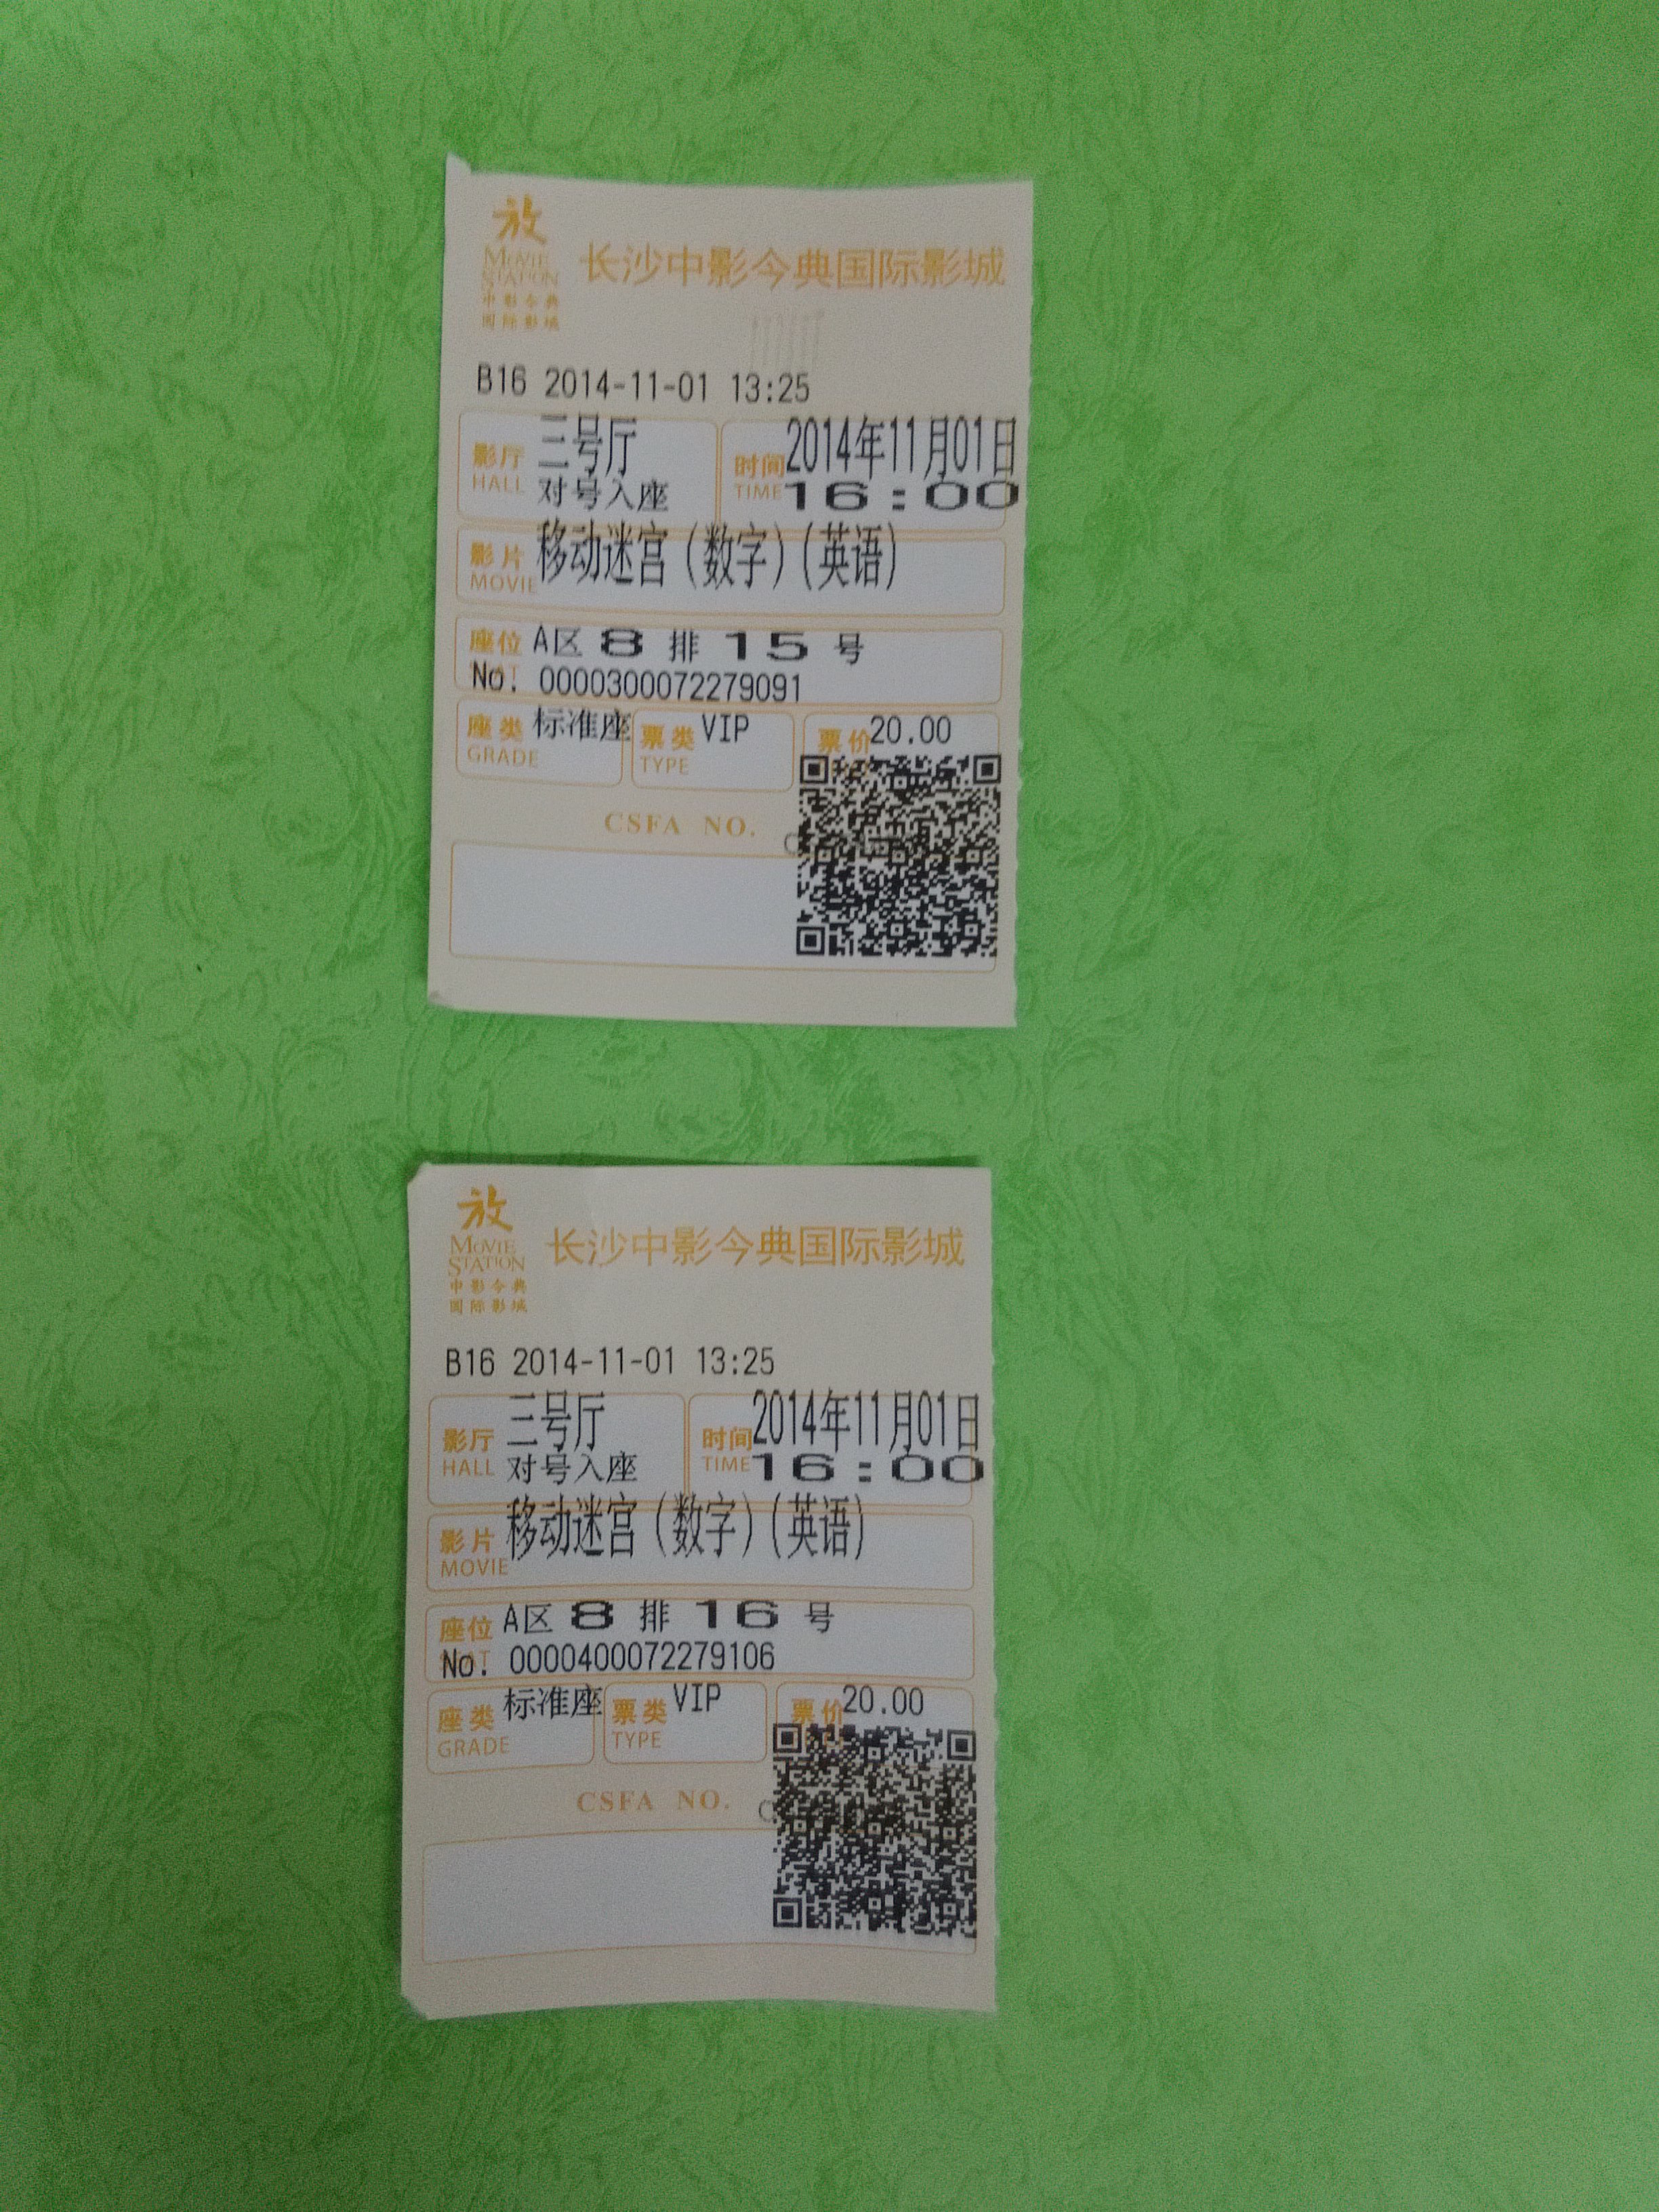 放
MOVIE
STATION
中影今典
国际影城
长沙中影今典国际影城
B16 2014-11-01 13:25
影厅 三号厅
HALL 对号入座
时间 2014年11月01日
TIME 16:00
影片 移动迷宫(数字)(英语)
MOVIE
座位 A区 8 排 15 号
No. 0000300072279091
座类 标准座
GRADE
票类 VIP
TYPE
票价 20.00
CSFA NO.
放
MOVIE
STATION
中影今典
国际影城
长沙中影今典国际影城
B16 2014-11-01 13:25
影厅 三号厅
HALL 对号入座
时间 2014年11月01日
TIME 16:00
影片 移动迷宫(数字)(英语)
MOVIE
座位 A区 8 排 16 号
No. 0000400072279106
座类 标准座
GRADE
票类 VIP
TYPE
票价 20.00
CSFA NO.